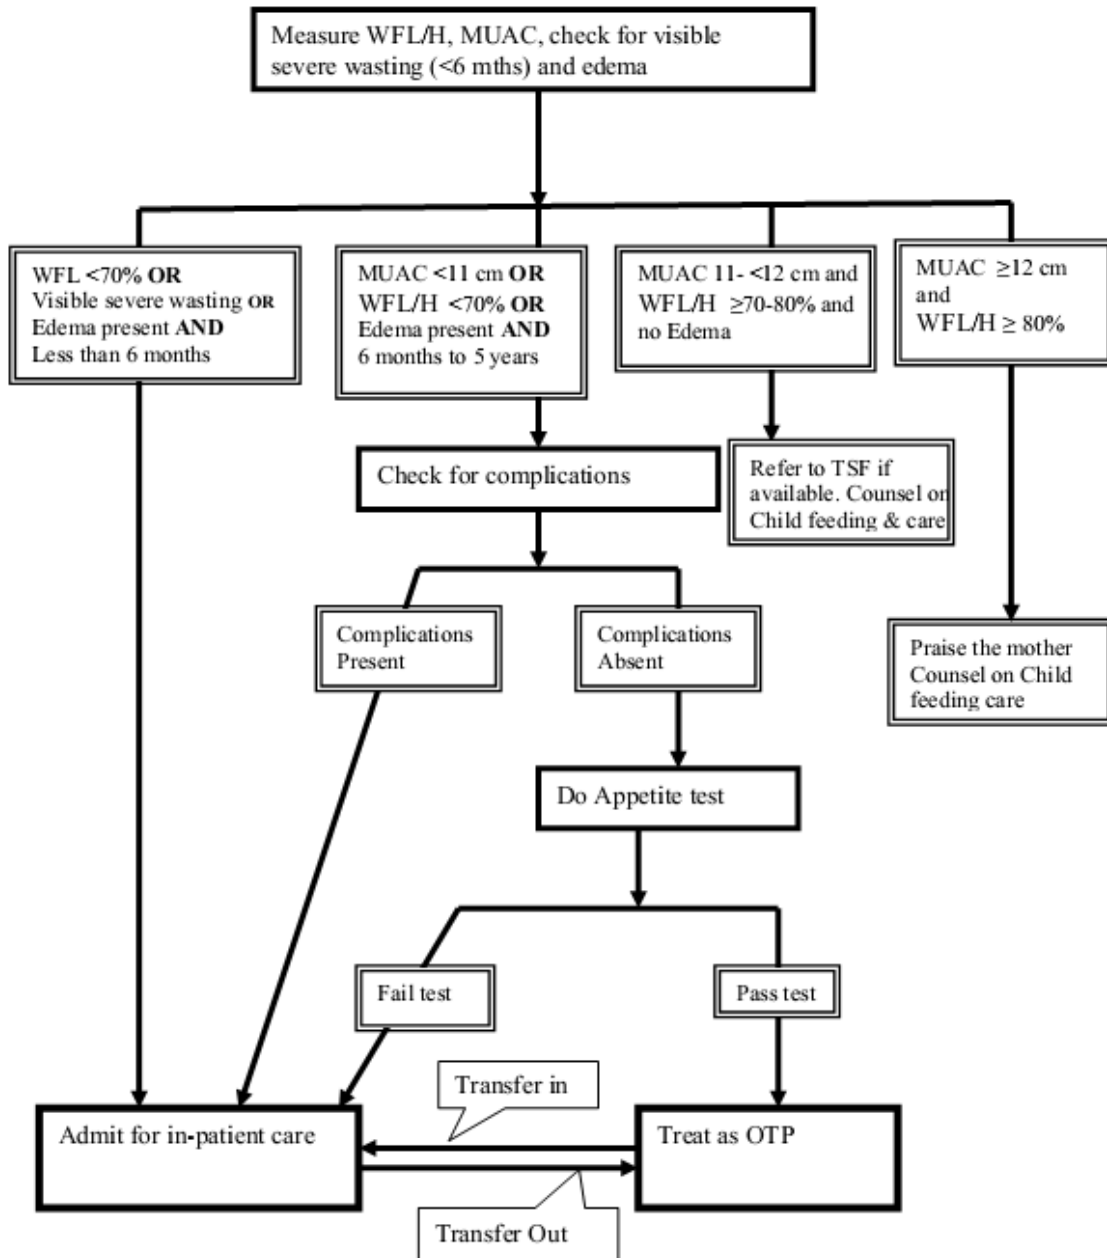 Measure WFL/H, MUAC, check for visible
severe wasting (<6 mths) and edema
WFL <70% OR
Visible severe wasting OR
Edema present AND
Less than 6 months
MUAC <11 cm OR
WFL/H <70% OR
Edema present AND
6 months to 5 years
MUAC 11- <12 cm and
WFL/H ≥70-80% and
no Edema
MUAC ≥12 cm
and
WFL/H ≥ 80%
Check for complications
Refer to TSF if
available. Counsel on
Child feeding & care
Complications
Present
Complications
Absent
Praise the mother
Counsel on Child
feeding care
Do Appetite test
Fail test
Pass test
Transfer in
Admit for in-patient care
Treat as OTP
Transfer Out